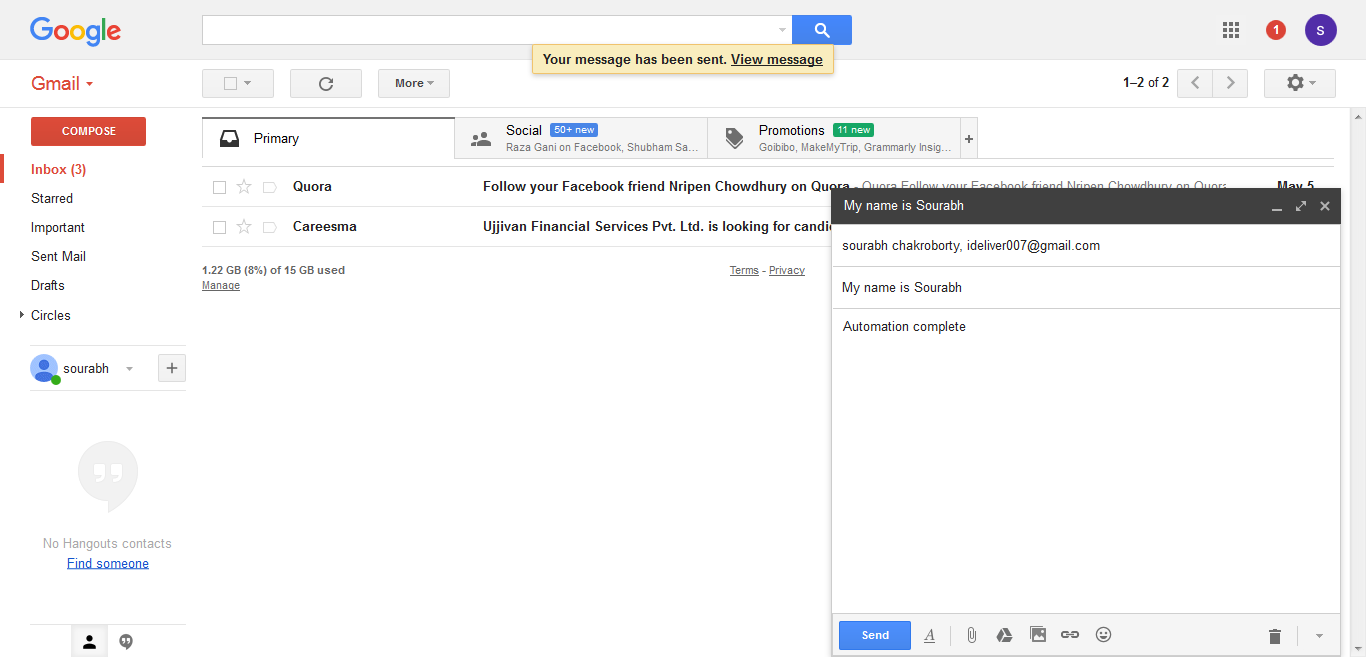 Google
1
S
Your message has been sent. View message
Gmail
More
1–2 of 2
COMPOSE
Inbox (3)
Starred
Important
Sent Mail
Drafts
Circles
sourabh
+
No Hangouts contacts
Find someone
Primary
Social 50+ new
Raza Gani on Facebook, Shubham Sa...
Promotions 11 new
Goibibo, MakeMyTrip, Grammarly Insig...
+
Quora Follow your Facebook friend Nripen Chowdhury on Quora - Quora Follow your Facebook friend Nripen Chowdhury on Quora May 5
Careesma Ujjivan Financial Services Pvt. Ltd. is looking for
1.22 GB (8%) of 15 GB used
Manage
Terms - Privacy
My name is Sourabh
sourabh chakroborty, ideliver007@gmail.com
My name is Sourabh
Automation complete
Send A